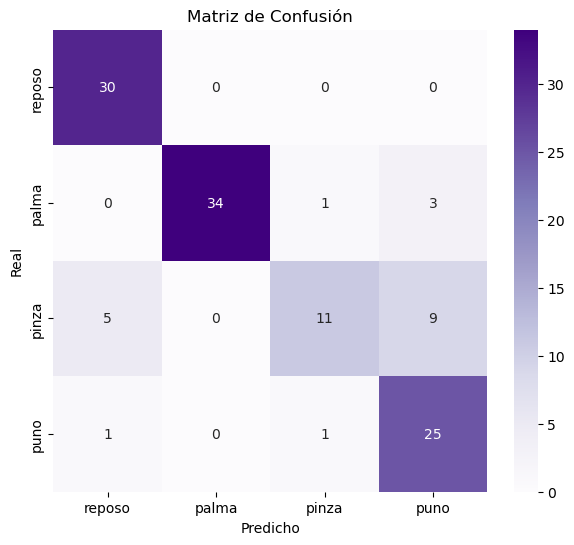 Matriz de Confusión
Real
reposo
30 0 0 0
palma
0 34 1 3
pinza
5 0 11 9
puno
1 0 1 25
reposo palma pinza puno
Predicho
30
25
20
15
10
5
0